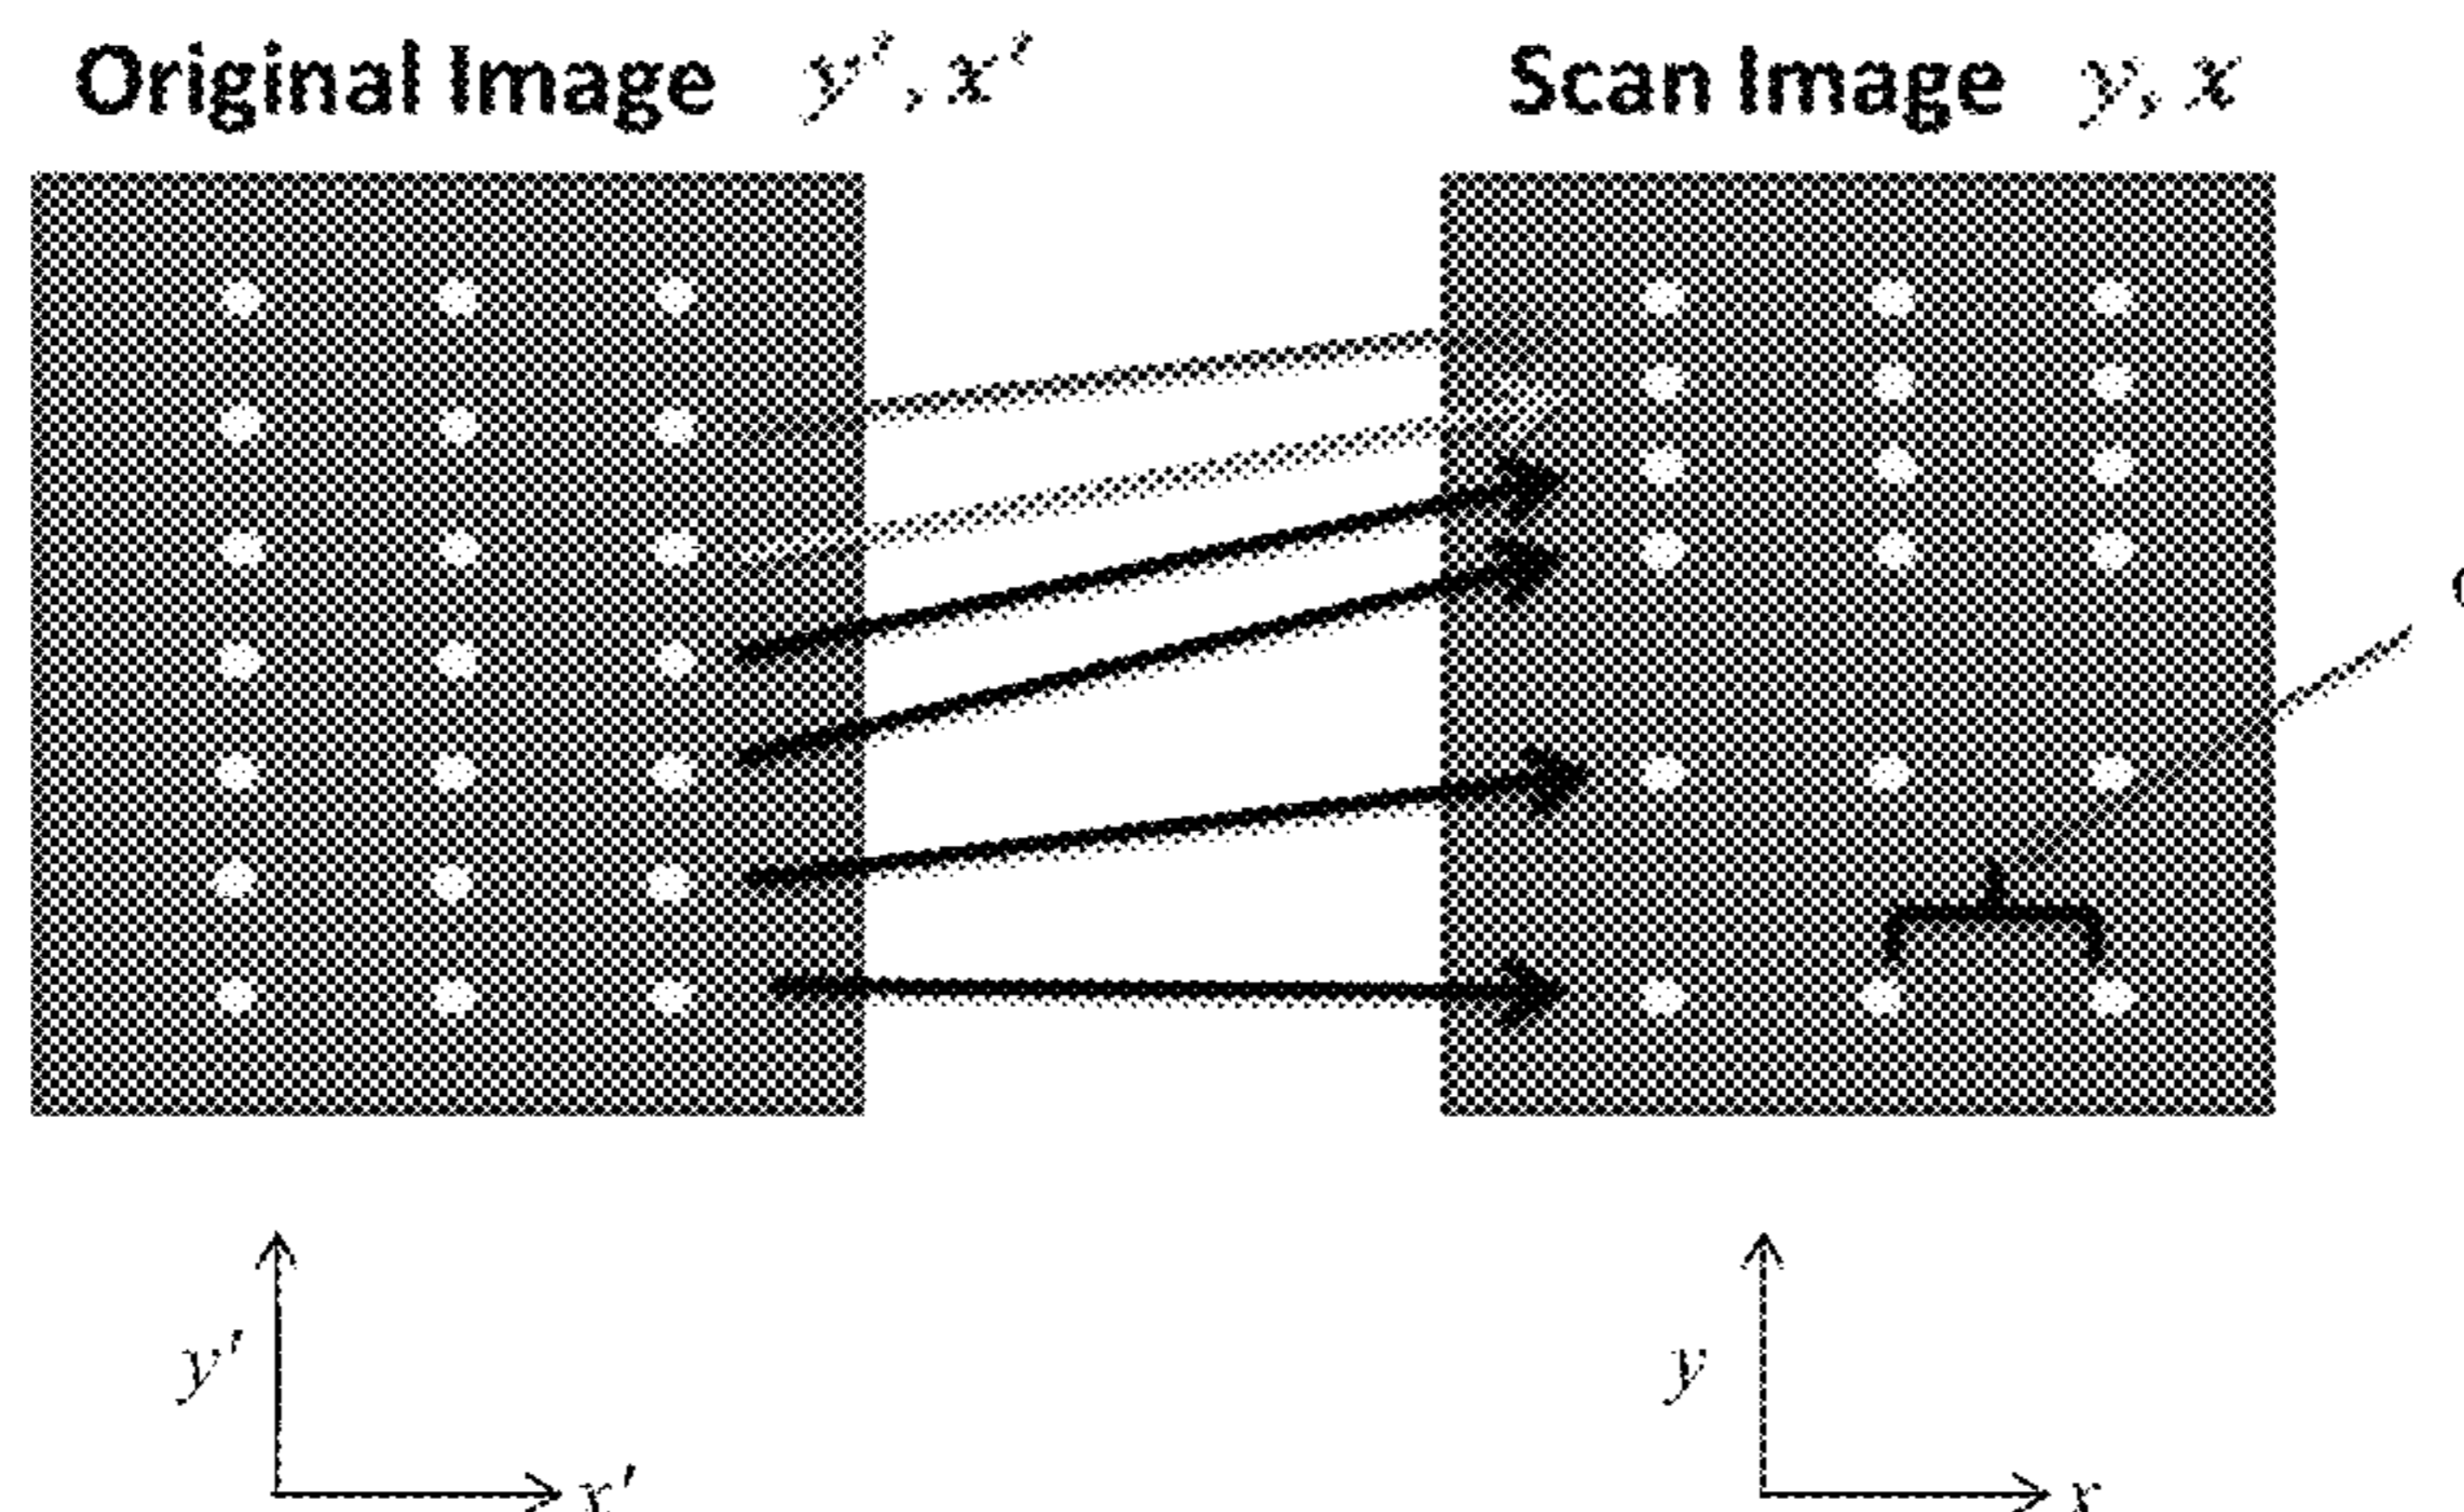 Original Image y', x'
Scan Image y, x
y'
x'
y
x